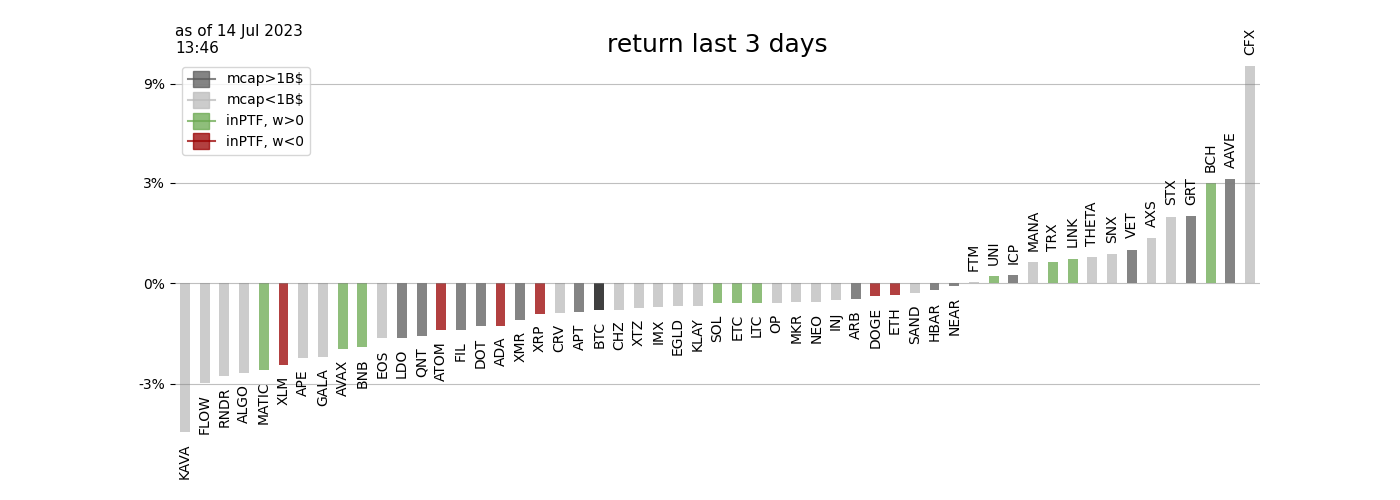 as of 14 Jul 2023
13:46
return last 3 days
mcap>1B$
mcap<1B$
inPTF, w>0
inPTF, w<0
9%
3%
0%
-3%
KAVA
FLOW
RNDR
ALGO
MATIC
XLM
APE
GALA
AVAX
BNB
EOS
LDO
QNT
ATOM
FIL
DOT
ADA
XMR
XRP
CRV
APT
BTC
CHZ
XTZ
IMX
EGLD
KLAY
SOL
ETC
LTC
OP
MKR
NEO
INJ
ARB
DOGE
ETH
SAND
HBAR
NEAR
FTM
UNI
ICP
MANA
TRX
LINK
THETA
SNX
VET
AXS
STX
GRT
BCH
AAVE
CFX